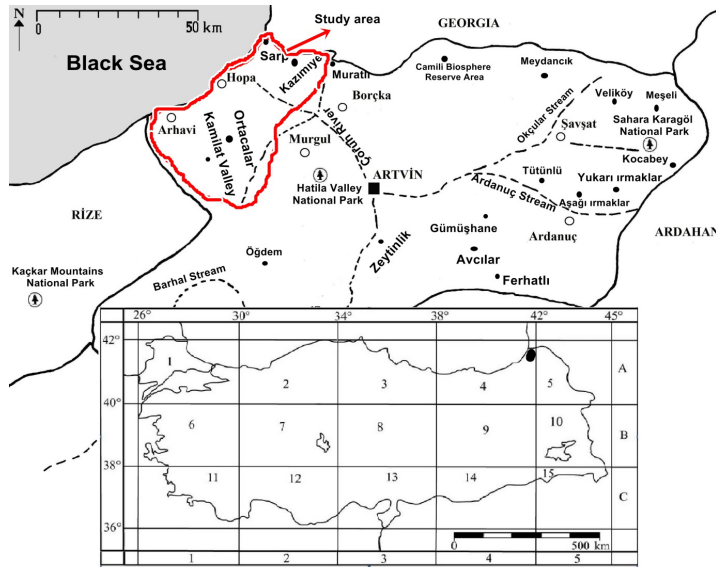 0
50 km
N
Study area
GEORGIA
Black Sea
Sarp
Kazımıye
Muratlı
Camili Biosphere
Reserve Area
Meydancık
Hopa
Borçka
Okçular Stream
Veliköy
Meşeli
Sahara Karagöl
National Park
Şavşat
Arhavi
Ortacalar
Kamilat Valley
Murgul
Çoruh River
Kocabey
Hatila Valley
National Park
ARTVİN
Tütünlü
Yukarı ırmaklar
Ardanuç Stream
Aşağı ırmaklar
RİZE
Gümüşhane
Ardanuç
ARDAHAN
Zeytinlik
Avcılar
Öğdem
Kaçkar Mountains
National Park
Barhal Stream
Ferhatlı
26° 30° 34° 38° 42° 45°
42°
1 2 3 4 5 A
40°
6 7 8 9 10 B
38°
11 12 13 14 15 C
36°
0 500 km
1 2 3 4 5